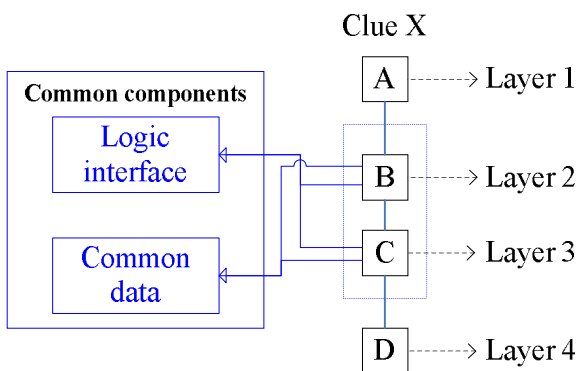 Clue X
A
Layer 1
Common components
Logic
interface
B
Layer 2
C
Layer 3
Common
data
D
Layer 4